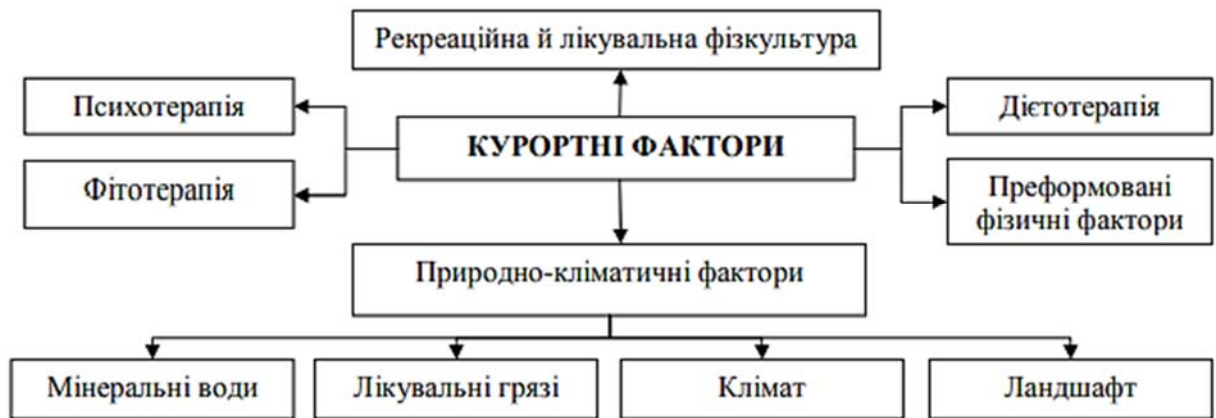 Рекреаційна й лікувальна фізкультура
Психотерапія
Дієтотерапія
КУРОРТНІ ФАКТОРИ
Фітотерапія
Преформовані
фізичні фактори
Природно-кліматичні фактори
Мінеральні води
Лікувальні грязі
Клімат
Ландшафт